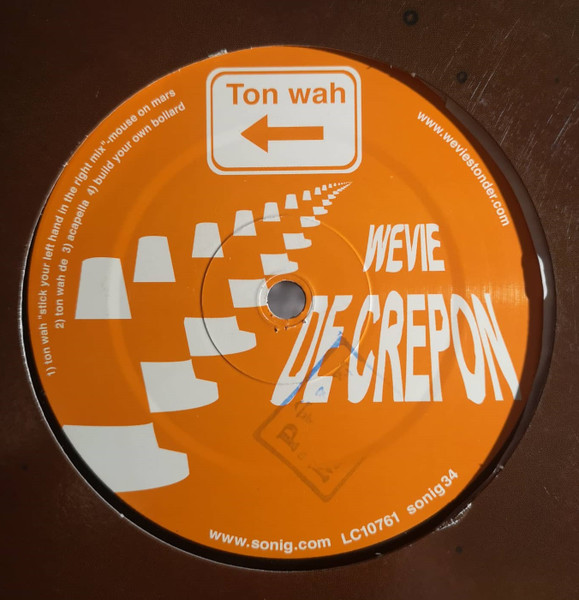 Ton wah
1) ton wah "stick your left hand in the right mix"-mouse on mars
2) ton wah de 3) acapella 4) build your own bollard
www.weviestonder.com
WEVIE
DE CREPON
www.sonig.com LC10761 sonig34